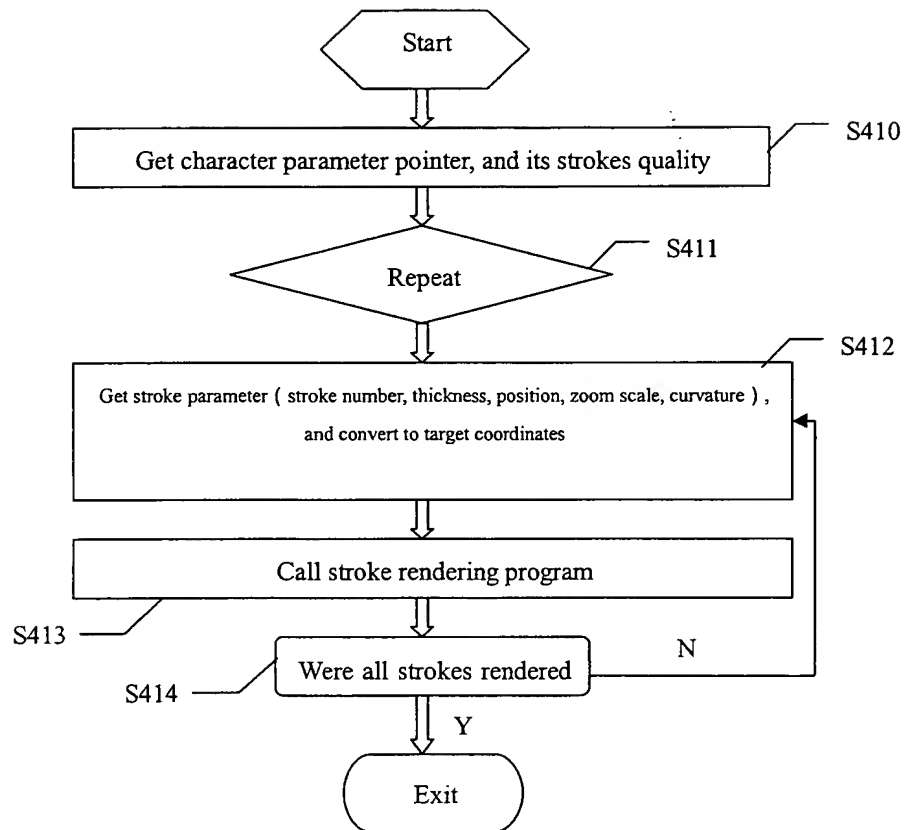 Start
S410
Get character parameter pointer, and its strokes quality
S411
Repeat
S412
Get stroke parameter ( stroke number, thickness, position, zoom scale, curvature ) ,
and convert to target coordinates
Call stroke rendering program
S413
N
Were all strokes rendered
S414
Y
Exit